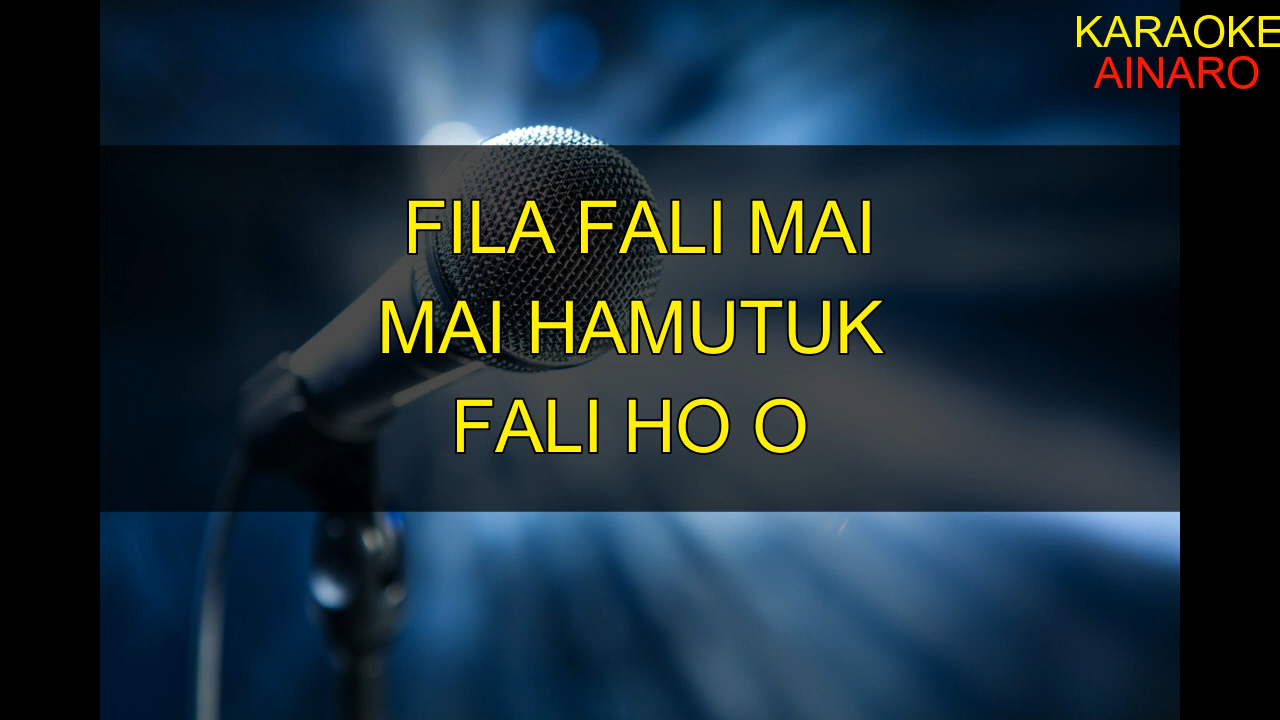 KARAOKE
AINARO
FILA FALI MAI
MAI HAMUTUK
FALI HO O